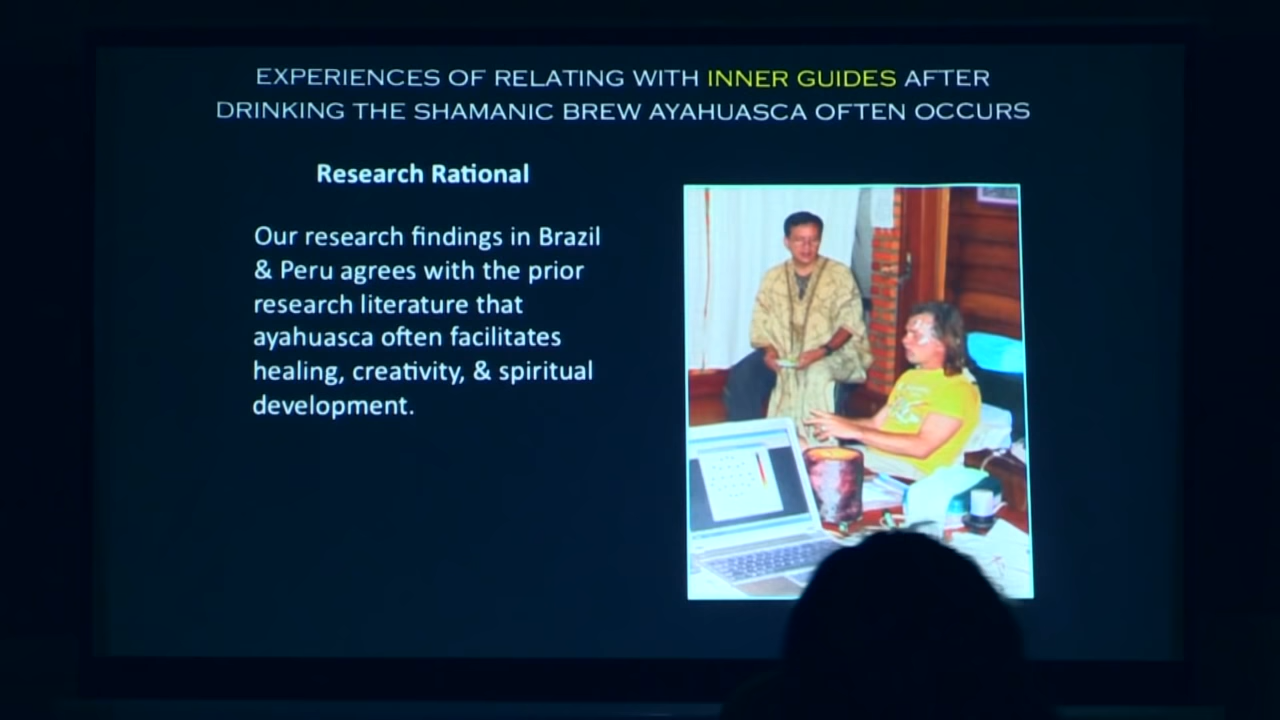 EXPERIENCES OF RELATING WITH INNER GUIDES AFTER
DRINKING THE SHAMANIC BREW AYAHUASCA OFTEN OCCURS
Research Rational
Our research findings in Brazil
& Peru agrees with the prior
research literature that
ayahuasca often facilitates
healing, creativity, & spiritual
development.